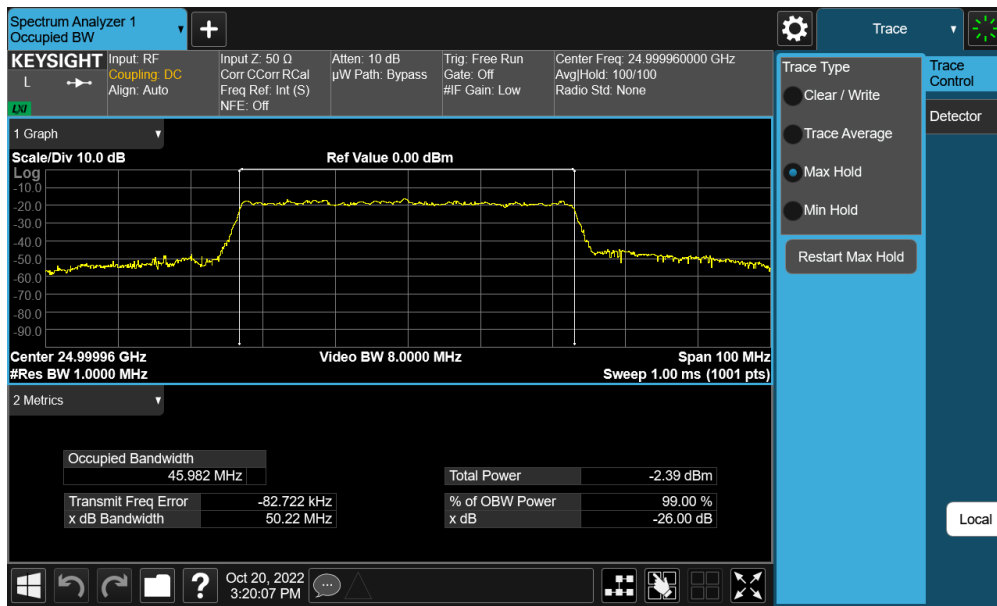 Spectrum Analyzer 1
Occupied BW
+
Trace
KEYSIGHT
L
LXI
Input: RF
Coupling: DC
Align: Auto
Input Z: 50 Ω
Corr CCorr RCal
Freq Ref: Int (S)
NFE: Off
Atten: 10 dB
µW Path: Bypass
Trig: Free Run
Gate: Off
#IF Gain: Low
Center Freq: 24.999960000 GHz
Avg|Hold: 100/100
Radio Std: None
Trace Type
Clear / Write
Trace Average
Max Hold
Min Hold
Restart Max Hold
Trace
Control
Detector
Local
1 Graph
Scale/Div 10.0 dB
Ref Value 0.00 dBm
Log
-10.0
-20.0
-30.0
-40.0
-50.0
-60.0
-70.0
-80.0
-90.0
Center 24.99996 GHz
Video BW 8.0000 MHz
Span 100 MHz
#Res BW 1.0000 MHz
Sweep 1.00 ms (1001 pts)
2 Metrics
Occupied Bandwidth
45.982 MHz
Total Power -2.39 dBm
Transmit Freq Error -82.722 kHz
% of OBW Power 99.00 %
x dB Bandwidth 50.22 MHz
x dB -26.00 dB
?
Oct 20, 2022
3:20:07 PM